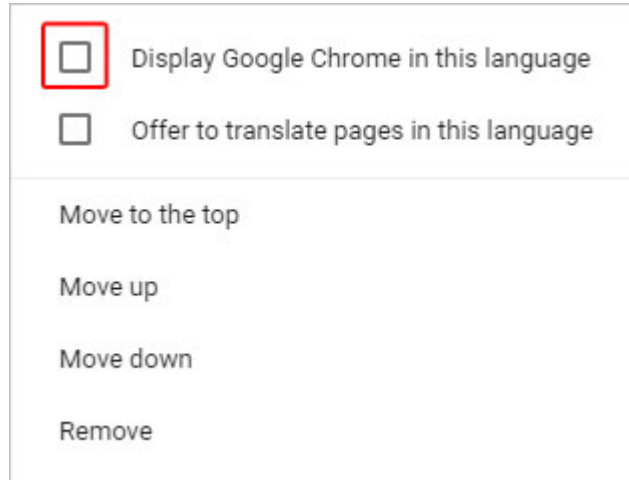 Display Google Chrome in this language
Offer to translate pages in this language
Move to the top
Move up
Move down
Remove